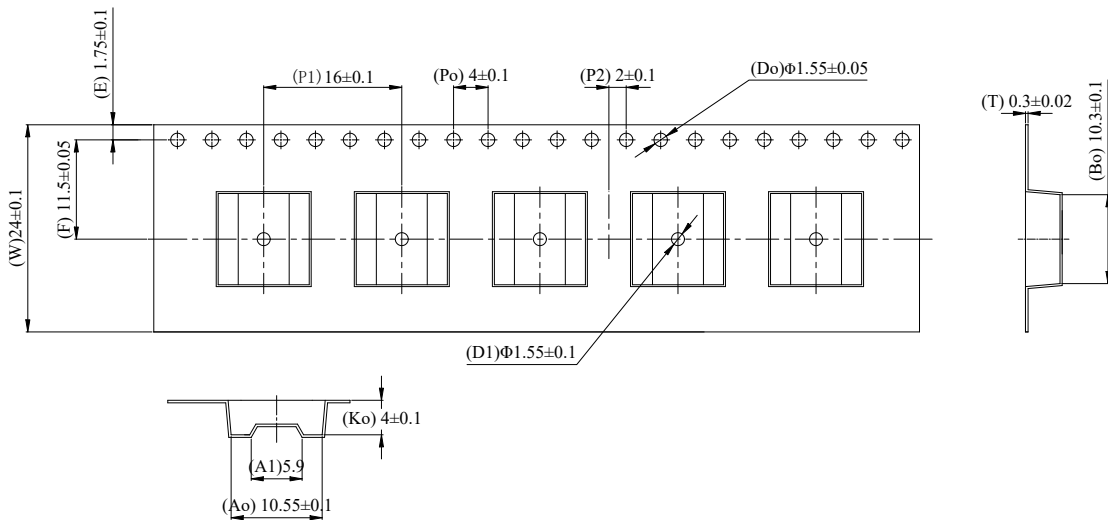 (E) 1.75±0.1
(P1)16±0.1
(Po) 4±0.1
(P2) 2±0.1
(Do)Φ1.55±0.05
(T) 0.3±0.02
(Bo) 10.3±0.1
(F) 11.5±0.05
(W)24±0.1
(D1)Φ1.55±0.1
(Ko) 4±0.1
(A1)5.9
(Ao) 10.55±0.1